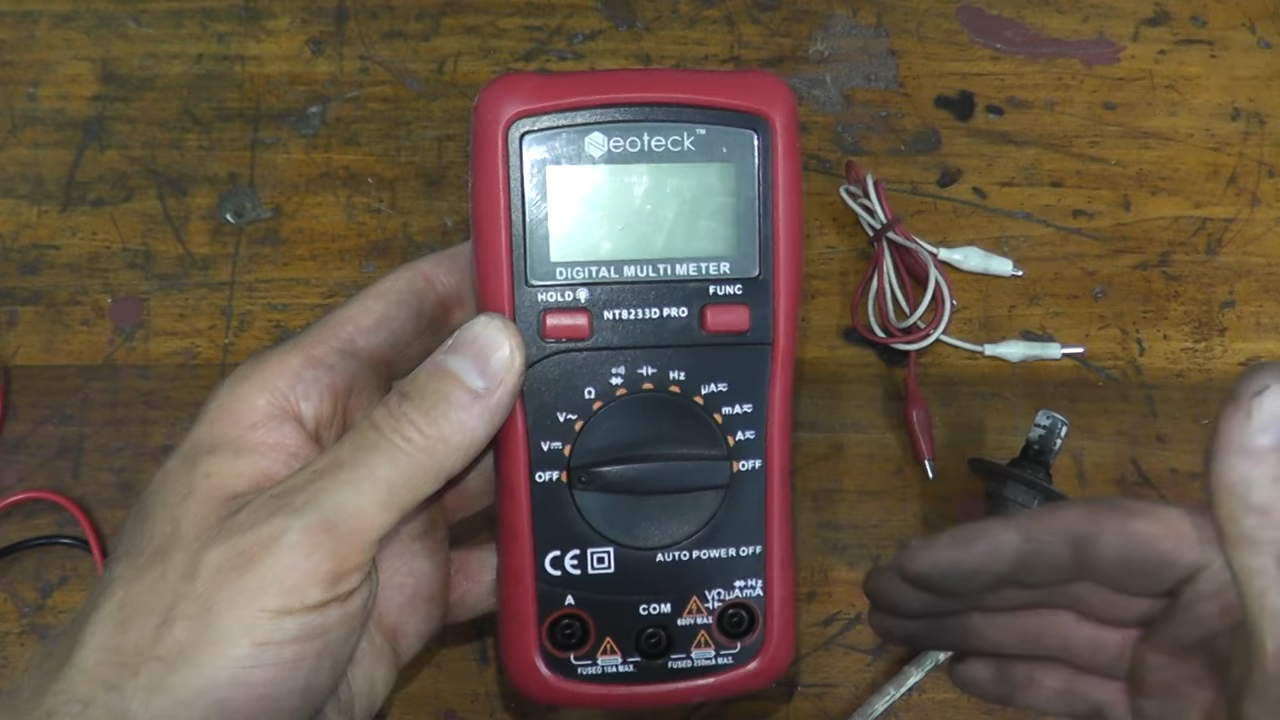 Neoteck™
DIGITAL MULTI METER
HOLD
FUNC
NT8233D PRO
Hz
Ω
µA
V~
mA
V
A
OFF
OFF
CE
AUTO POWER OFF
A
COM
Hz
VΩµAmA
600V MAX
FUSED 10A MAX.
FUSED 250mA MAX.